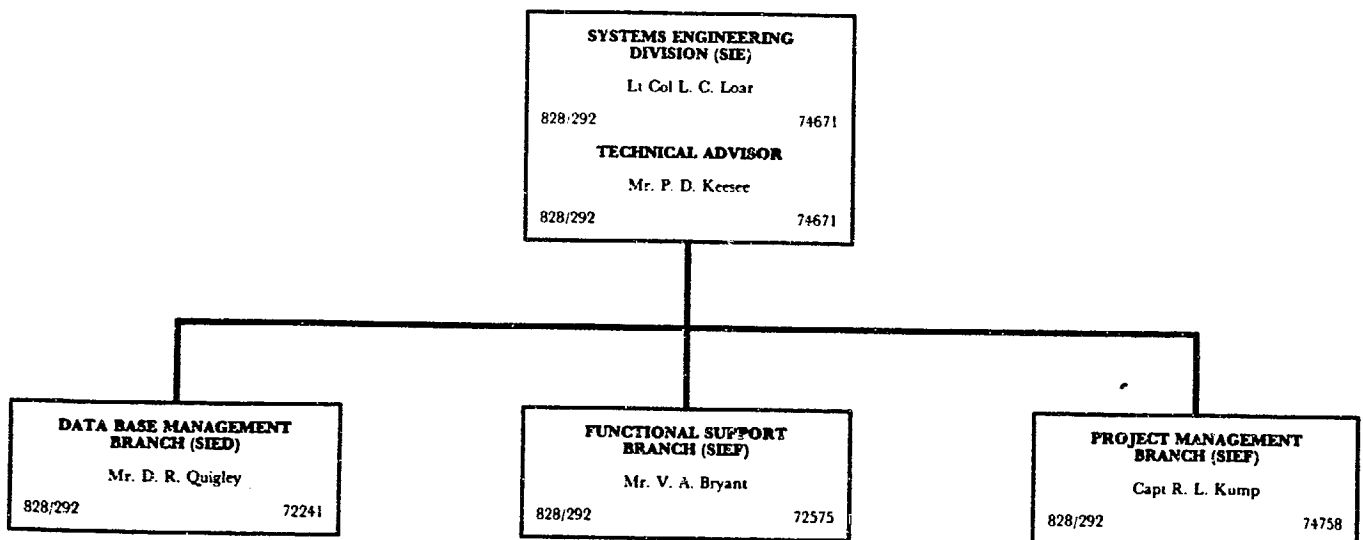 SYSTEMS ENGINEERING
DIVISION (SIE)
Lt Col L. C. Loar
828/292 74671
TECHNICAL ADVISOR
Mr. P. D. Keesee
828/292 74671
DATA BASE MANAGEMENT
BRANCH (SIED)
Mr. D. R. Quigley
828/292 72241
FUNCTIONAL SUPPORT
BRANCH (SIEF)
Mr. V. A. Bryant
828/292 72575
PROJECT MANAGEMENT
BRANCH (SIEF)
Capt R. L. Kump
828/292 74758